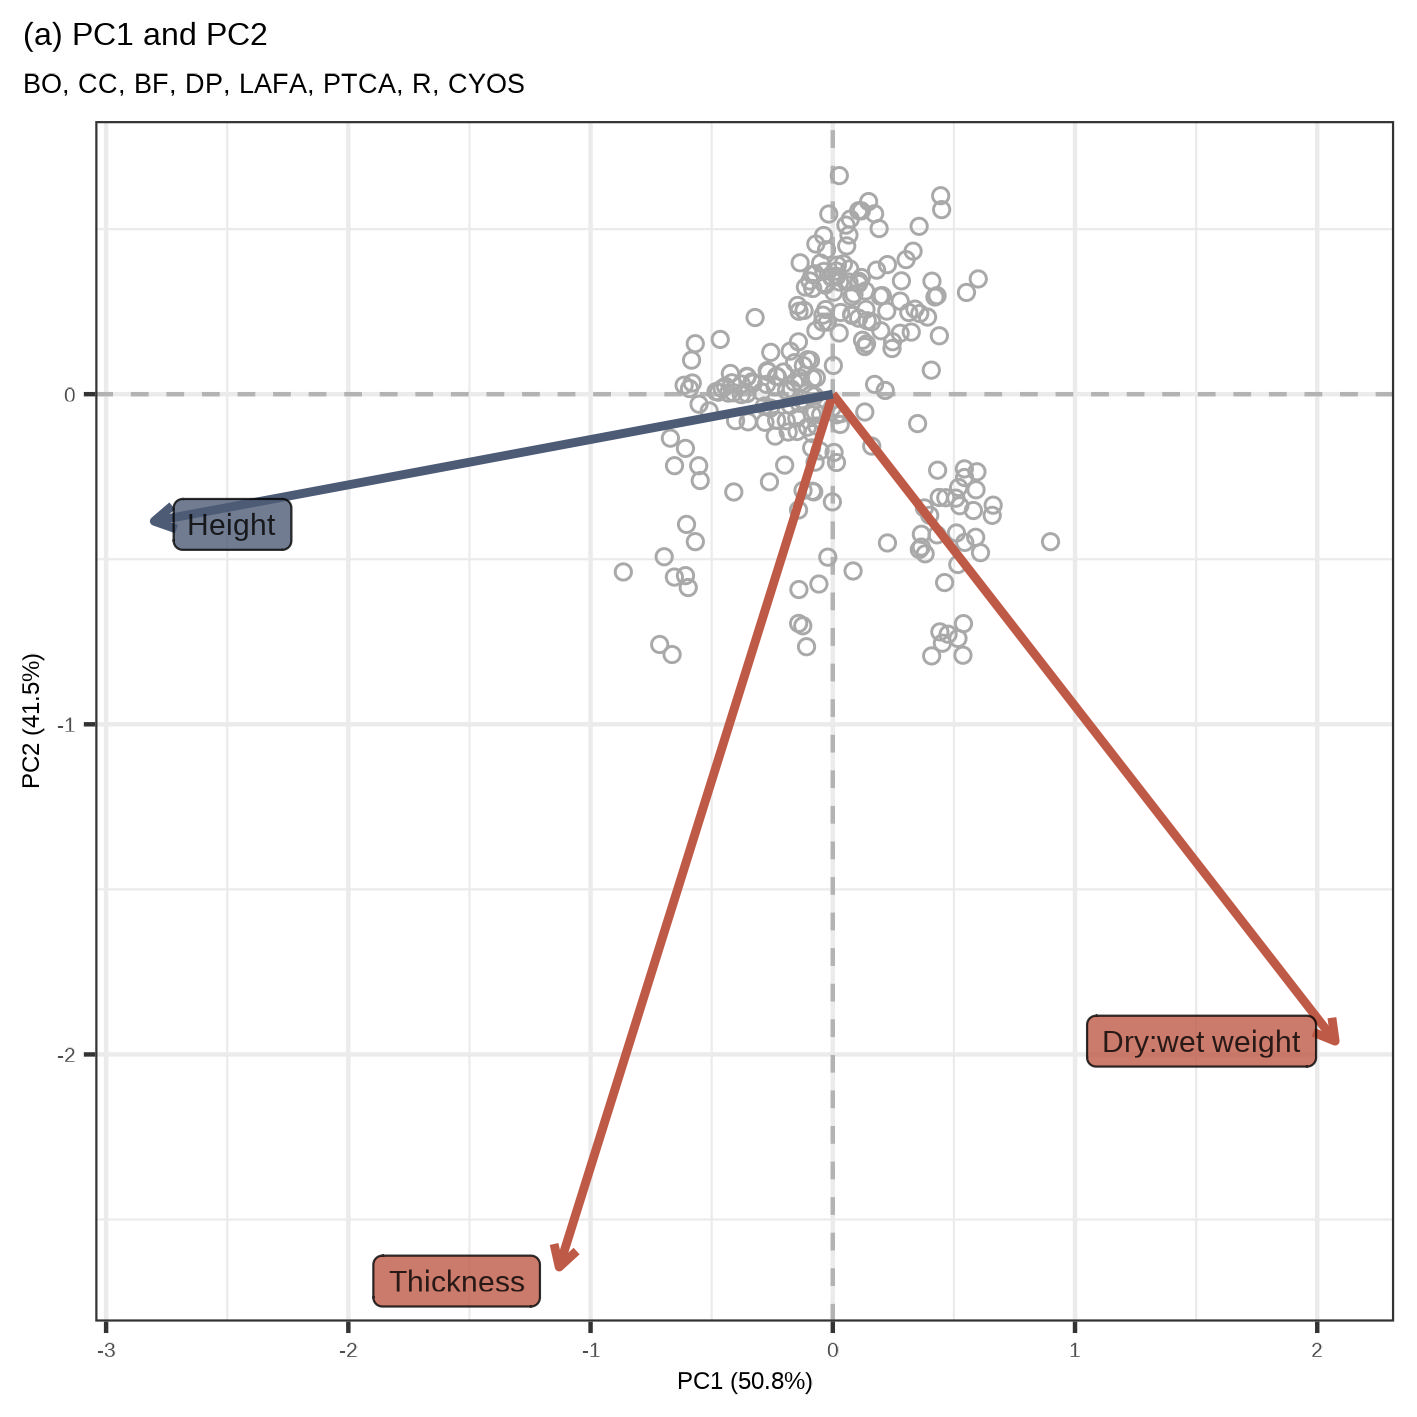 (a) PC1 and PC2
BO, CC, BF, DP, LAFA, PTCA, R, CYOS
0
-1
-2
PC2 (41.5%)
Height
Dry:wet weight
Thickness
-3 -2 -1 0 1 2
PC1 (50.8%)